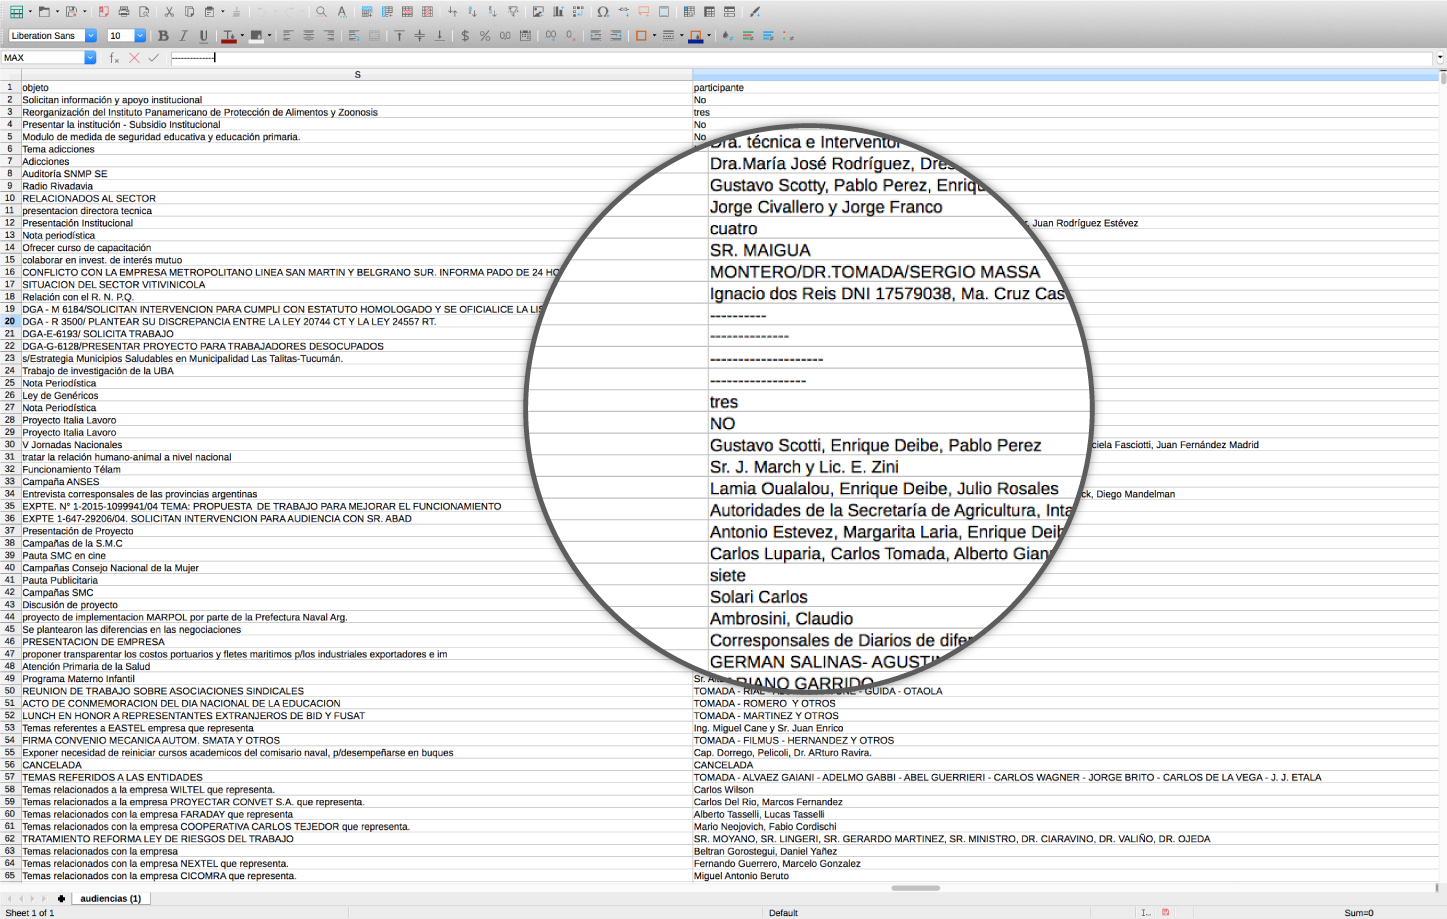 Liberation Sans 10
MAX --------------
S
1 objeto participante
2 Solicitan información y apoyo institucional No
3 Reorganización del Instituto Panamericano de Protección de Alimentos y Zoonosis tres
4 Presentar la institución - Subsidio Institucional No
5 Modulo de medida de seguridad educativa y educación primaria. No
6 Tema adicciones
7 Adicciones
8 Auditoría SNMP SE
9 Radio Rivadavia
10 RELACIONADOS AL SECTOR
11 presentacion directora tecnica
12 Presentación Institucional Juan Rodríguez Estévez
13 Nota periodística
14 Ofrecer curso de capacitación
15 colaborar en invest. de interés mutuo
16 CONFLICTO CON LA EMPRESA METROPOLITANO LINEA SAN MARTIN Y BELGRANO SUR. INFORMA PADO DE 24 HO
17 SITUACION DEL SECTOR VITIVINICOLA
18 Relación con el R. N. P.Q.
19 DGA - M 6184/SOLICITAN INTERVENCION PARA CUMPLI CON ESTATUTO HOMOLOGADO Y SE OFICIALICE LA LIS
20 DGA - R 3500/ PLANTEAR SU DISCREPANCIA ENTRE LA LEY 20744 CT Y LA LEY 24557 RT.
21 DGA-E-6193/ SOLICITA TRABAJO
22 DGA-G-6128/PRESENTAR PROYECTO PARA TRABAJADORES DESOCUPADOS
23 s/Estrategia Municipios Saludables en Municipalidad Las Talitas-Tucumán.
24 Trabajo de investigación de la UBA
25 Nota Periodística
26 Ley de Genéricos
27 Nota Periodística
28 Proyecto Italia Lavoro
29 Proyecto Italia Lavoro
30 V Jornadas Nacionales ciela Fasciotti, Juan Fernández Madrid
31 tratar la relación humano-animal a nivel nacional
32 Funcionamiento Télam
33 Campaña ANSES
34 Entrevista corresponsales de las provincias argentinas ck, Diego Mandelman
35 EXPTE. N° 1-2015-1099941/04 TEMA: PROPUESTA DE TRABAJO PARA MEJORAR EL FUNCIONAMIENTO
36 EXPTE 1-647-29206/04. SOLICITAN INTERVENCION PARA AUDIENCIA CON SR. ABAD
37 Presentación de Proyecto
38 Campañas de la S.M.C
39 Pauta SMC en cine
40 Campañas Consejo Nacional de la Mujer
41 Pauta Publicitaria
42 Campañas SMC
43 Discusión de proyecto
44 proyecto de implementacion MARPOL por parte de la Prefectura Naval Arg.
45 Se plantearon las diferencias en las negociaciones
46 PRESENTACION DE EMPRESA
47 proponer transparentar los costos portuarios y fletes maritimos p/los industriales exportadores e im
48 Atención Primaria de la Salud
49 Programa Materno Infantil Sr.
50 REUNION DE TRABAJO SOBRE ASOCIACIONES SINDICALES TOMADA - RIAL - GUIDA - OTAOLA
51 ACTO DE CONMEMORACION DEL DIA NACIONAL DE LA EDUCACION TOMADA - ROMERO Y OTROS
52 LUNCH EN HONOR A REPRESENTANTES EXTRANJEROS DE BID Y FUSAT TOMADA - MARTINEZ Y OTROS
53 Temas referentes a EASTEL empresa que representa Ing. Miguel Cane y Sr. Juan Enrico
54 FIRMA CONVENIO MECANICA AUTOM. SMATA Y OTROS TOMADA - FILMUS - HERNANDEZ Y OTROS
55 Exponer necesidad de reiniciar cursos academicos del comisario naval, p/desempeñarse en buques Cap. Dorrego, Pelicoli, Dr. ARturo Ravira.
56 CANCELADA CANCELADA
57 TEMAS REFERIDOS A LAS ENTIDADES TOMADA - ALVAEZ GAIANI - ADELMO GABBI - ABEL GUERRIERI - CARLOS WAGNER - JORGE BRITO - CARLOS DE LA VEGA - J. J. ETALA
58 Temas relacionados a la empresa WILTEL que representa. Carlos Wilson
59 Temas relacionados a la empresa PROYECTAR CONVET S.A. que representa. Carlos Del Rio, Marcos Fernandez
60 Temas relacionados con la empresa FARADAY que representa Alberto Tasselli, Lucas Tasselli
61 Temas relacionados con la empresa COOPERATIVA CARLOS TEJEDOR que representa. Mario Neojovich, Fabio Cordischi
62 TRATAMIENTO REFORMA LEY DE RIESGOS DEL TRABAJO SR. MOYANO, SR. LINGERI, SR. GERARDO MARTINEZ, SR. MINISTRO, DR. CIARAVINO, DR. VALIÑO, DR. OJEDA
63 Temas relacionados con la empresa Beltran Gorostegui, Daniel Yañez
64 Temas relacionados con la empresa NEXTEL que representa. Fernando Guerrero, Marcelo Gonzalez
65 Temas relacionados con la empresa CICOMRA que representa. Miguel Antonio Beruto
Dra. técnica e Interventor
Dra.María José Rodríguez, Dres
Gustavo Scotty, Pablo Perez, Enriq
Jorge Civallero y Jorge Franco
cuatro
SR. MAIGUA
MONTERO/DR.TOMADA/SERGIO MASSA
Ignacio dos Reis DNI 17579038, Ma. Cruz Cas
----------
--------------
--------------------
-----------------
tres
NO
Gustavo Scotti, Enrique Deibe, Pablo Perez
Sr. J. March y Lic. E. Zini
Lamia Oualalou, Enrique Deibe, Julio Rosales
Autoridades de la Secretaría de Agricultura, Inta
Antonio Estevez, Margarita Laria, Enrique Deib
Carlos Luparia, Carlos Tomada, Alberto Gian
siete
Solari Carlos
Ambrosini, Claudio
Corresponsales de Diarios de difer
GERMAN SALINAS- AGUSTIN
RIANO GARRIDO
audiencias (1)
Sheet 1 of 1 Default Sum=0